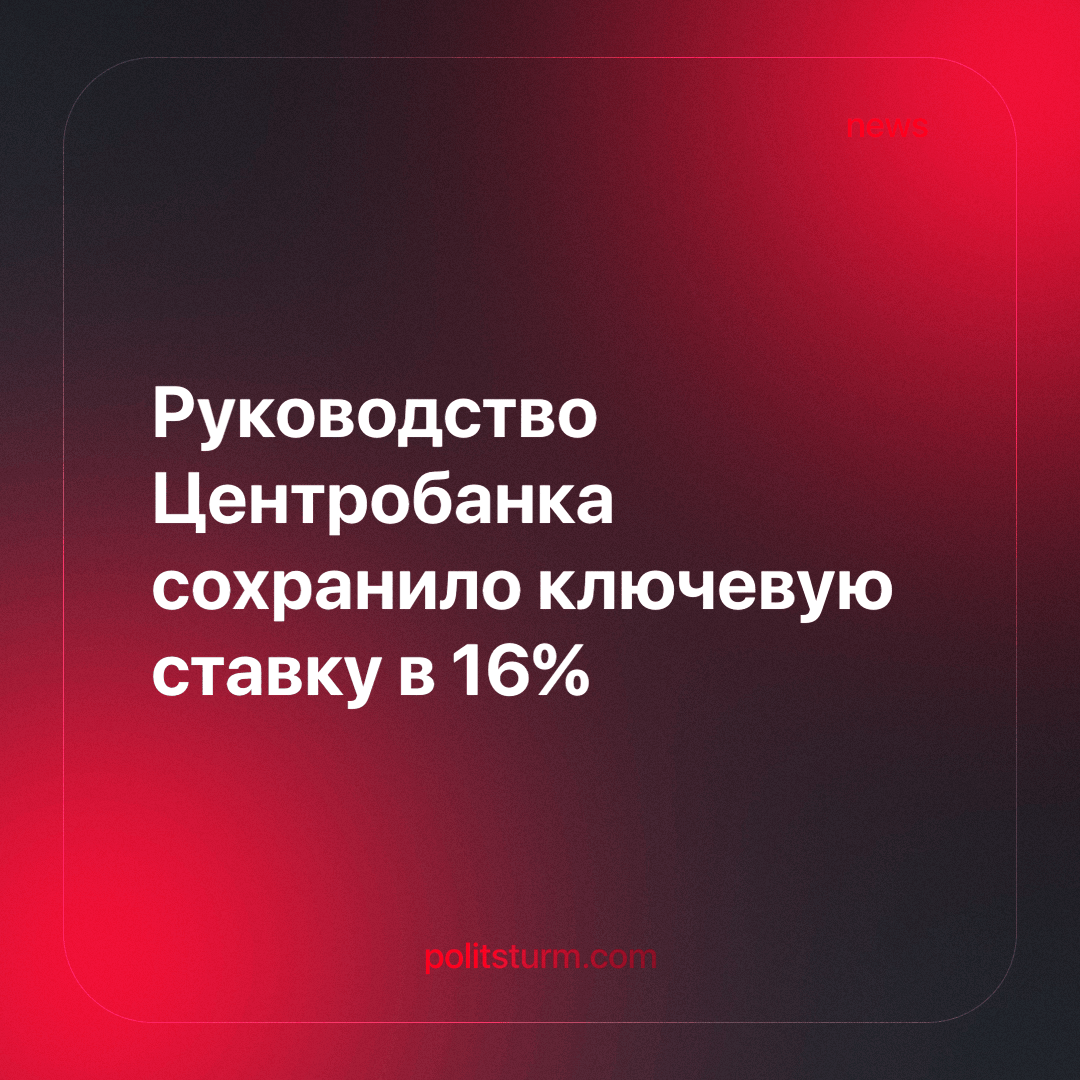 news
Руководство
Центробанка
сохранило ключевую
ставку в 16%
politsturm.com